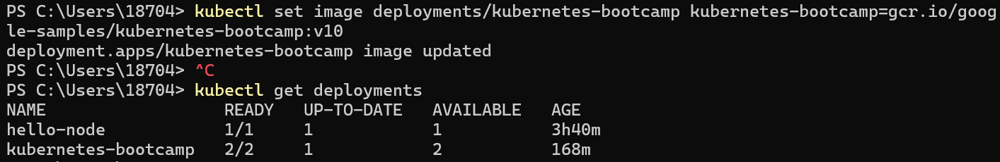 PS C:\Users\18704> kubectl set image deployments/kubernetes-bootcamp kubernetes-bootcamp=gcr.io/goog
le-samples/kubernetes-bootcamp:v10
deployment.apps/kubernetes-bootcamp image updated
PS C:\Users\18704> ^C
PS C:\Users\18704> kubectl get deployments
NAME                  READY   UP-TO-DATE   AVAILABLE   AGE
hello-node            1/1     1            1           3h40m
kubernetes-bootcamp   2/2     1            2           168m